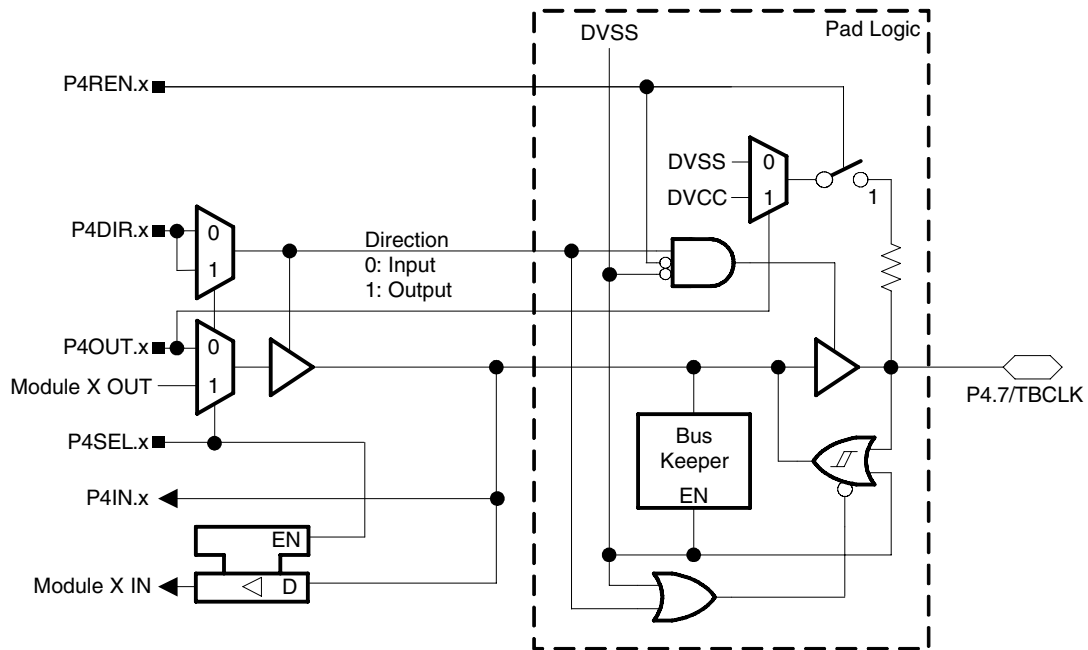 Pad Logic
DVSS
P4REN.x
DVSS
0
DVCC
1
1
P4DIR.x
0
1
Direction
0: Input
1: Output
P4OUT.x
0
Module X OUT
1
P4.7/TBCLK
P4SEL.x
Bus
Keeper
EN
P4IN.x
EN
Module X IN
D